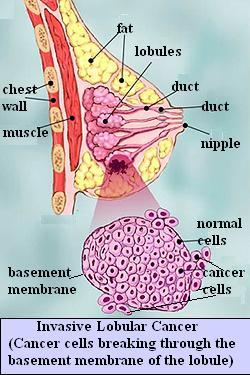 fat
lobules
duct
chest
wall
duct
muscle
nipple
normal
cells
basement
membrane
cancer
cells
Invasive Lobular Cancer
(Cancer cells breaking through the
basement membrane of the lobule)